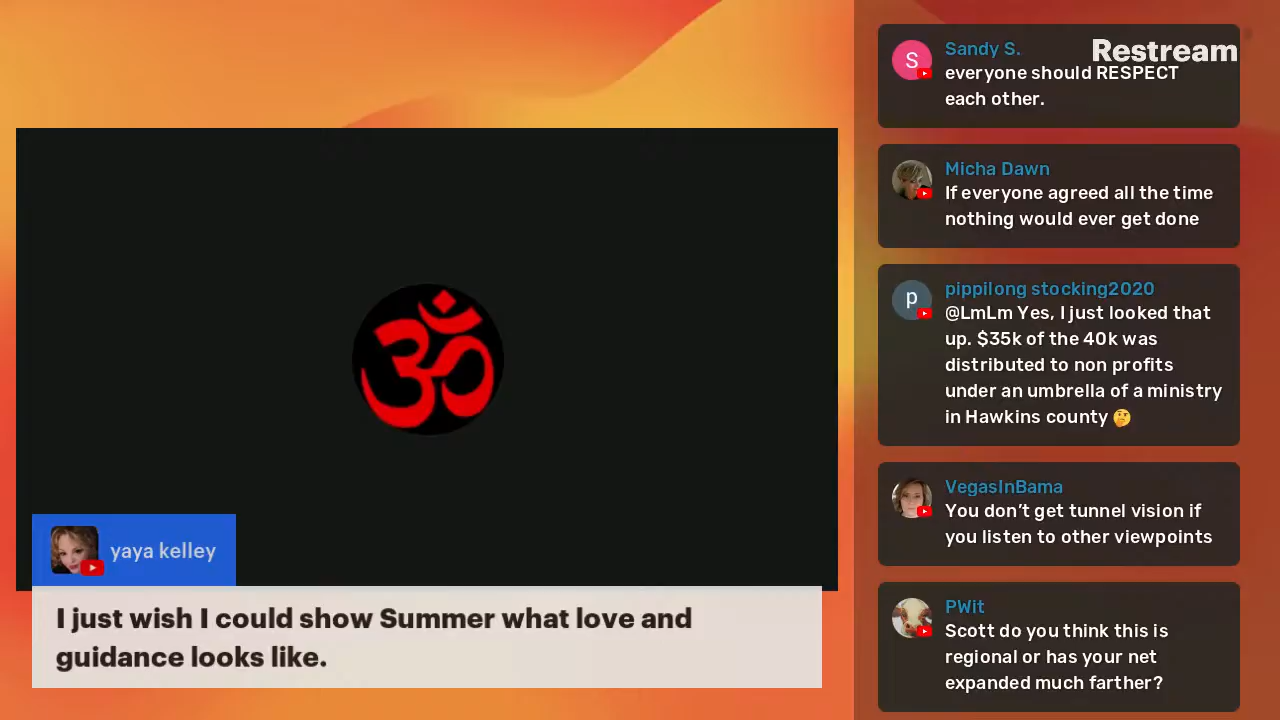 Restream
Sandy S.
everyone should RESPECT
each other.
Micha Dawn
If everyone agreed all the time
nothing would ever get done
pippilong stocking2020
@LmLm Yes, I just looked that
up. $35k of the 40k was
distributed to non profits
under an umbrella of a ministry
in Hawkins county 🤔
VegasInBama
You don’t get tunnel vision if
you listen to other viewpoints
PWit
Scott do you think this is
regional or has your net
expanded much farther?
ॐ
yaya kelley
I just wish I could show Summer what love and
guidance looks like.
S
p